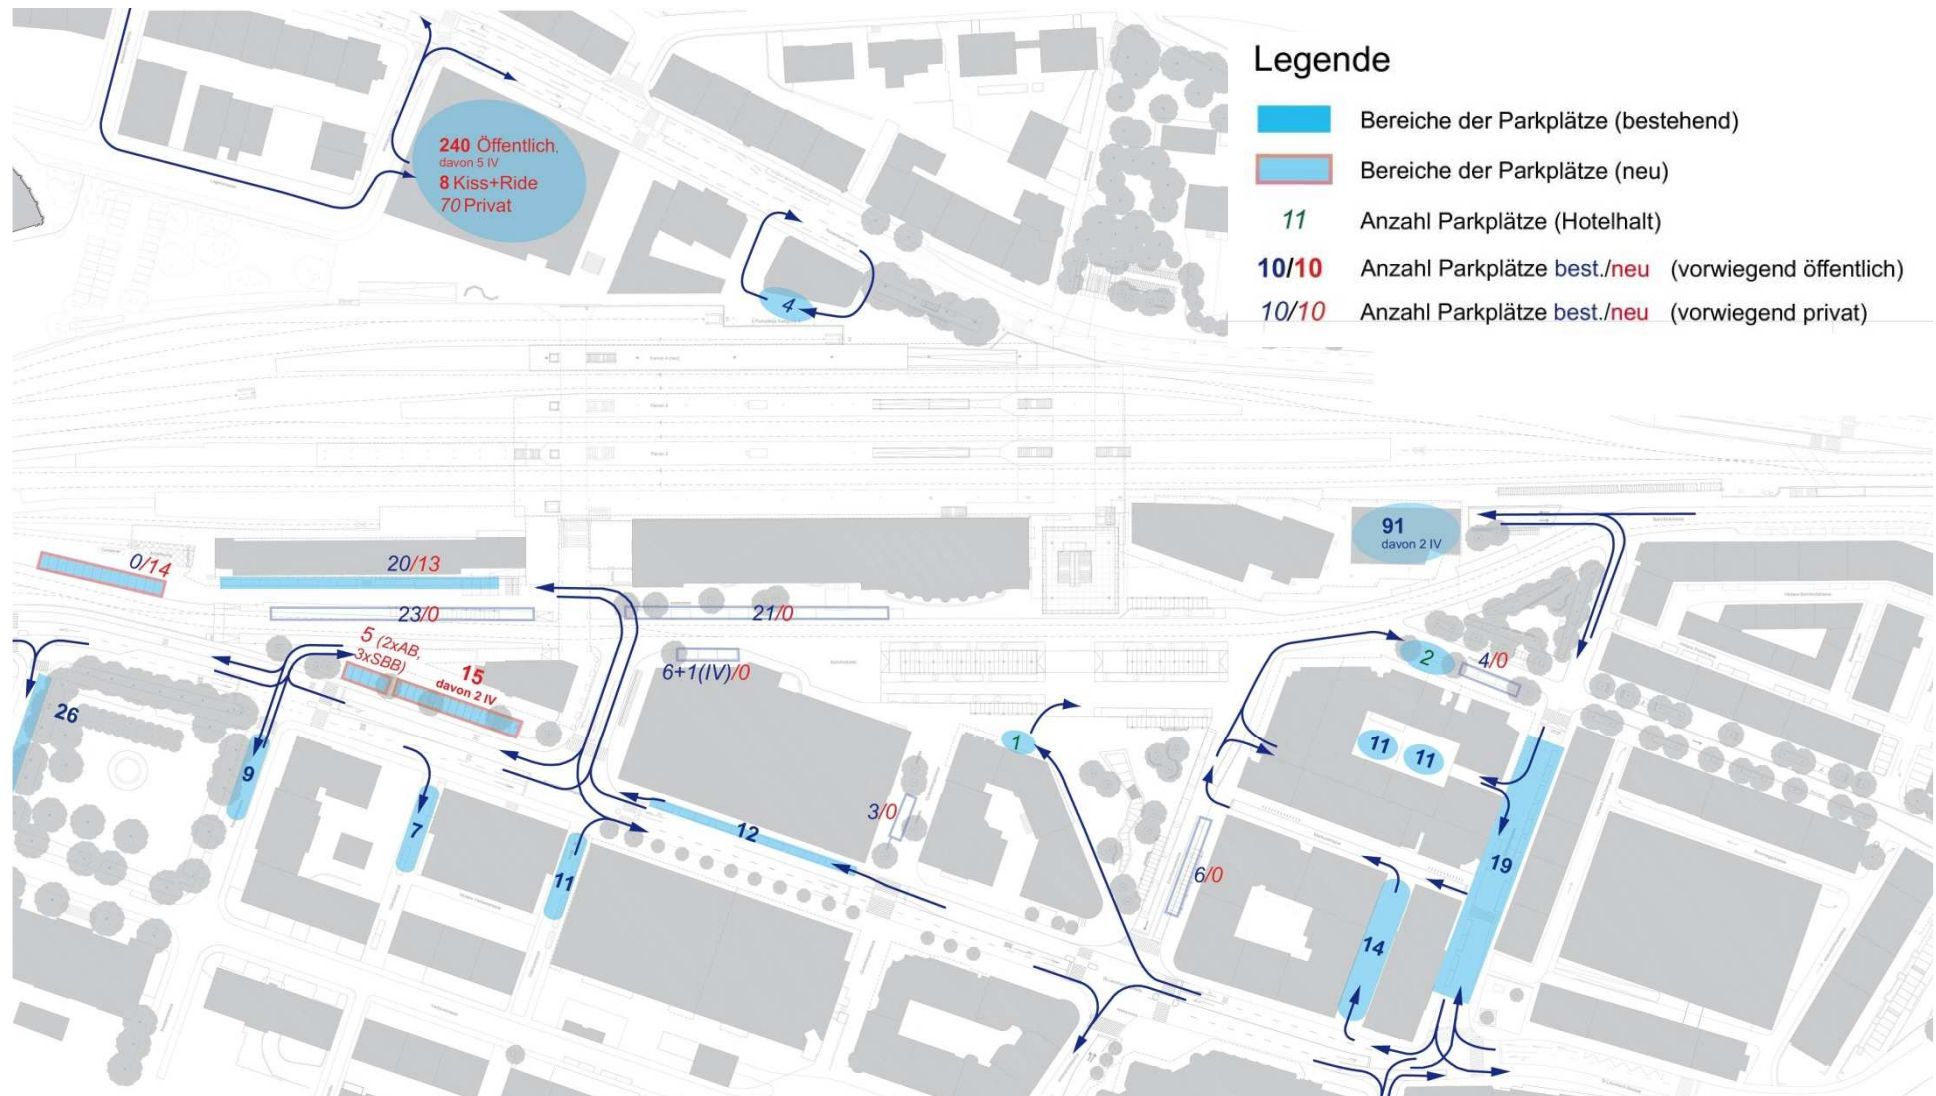 Legende
Bereiche der Parkplätze (bestehend)
Bereiche der Parkplätze (neu)
11 Anzahl Parkplätze (Hotelhalt)
10/10 Anzahl Parkplätze best./neu (vorwiegend öffentlich)
10/10 Anzahl Parkplätze best./neu (vorwiegend privat)
240 Öffentlich.
davon 5 IV
8 Kiss+Ride
70 Privat
4
91
davon 2 IV
0/14
20/13
23/0
21/0
5 (2xAB,
3xSBB)
15
davon 2 IV
6+1(IV)/0
2
4/0
26
9
7
11
12
3/0
1
6/0
11
11
19
14